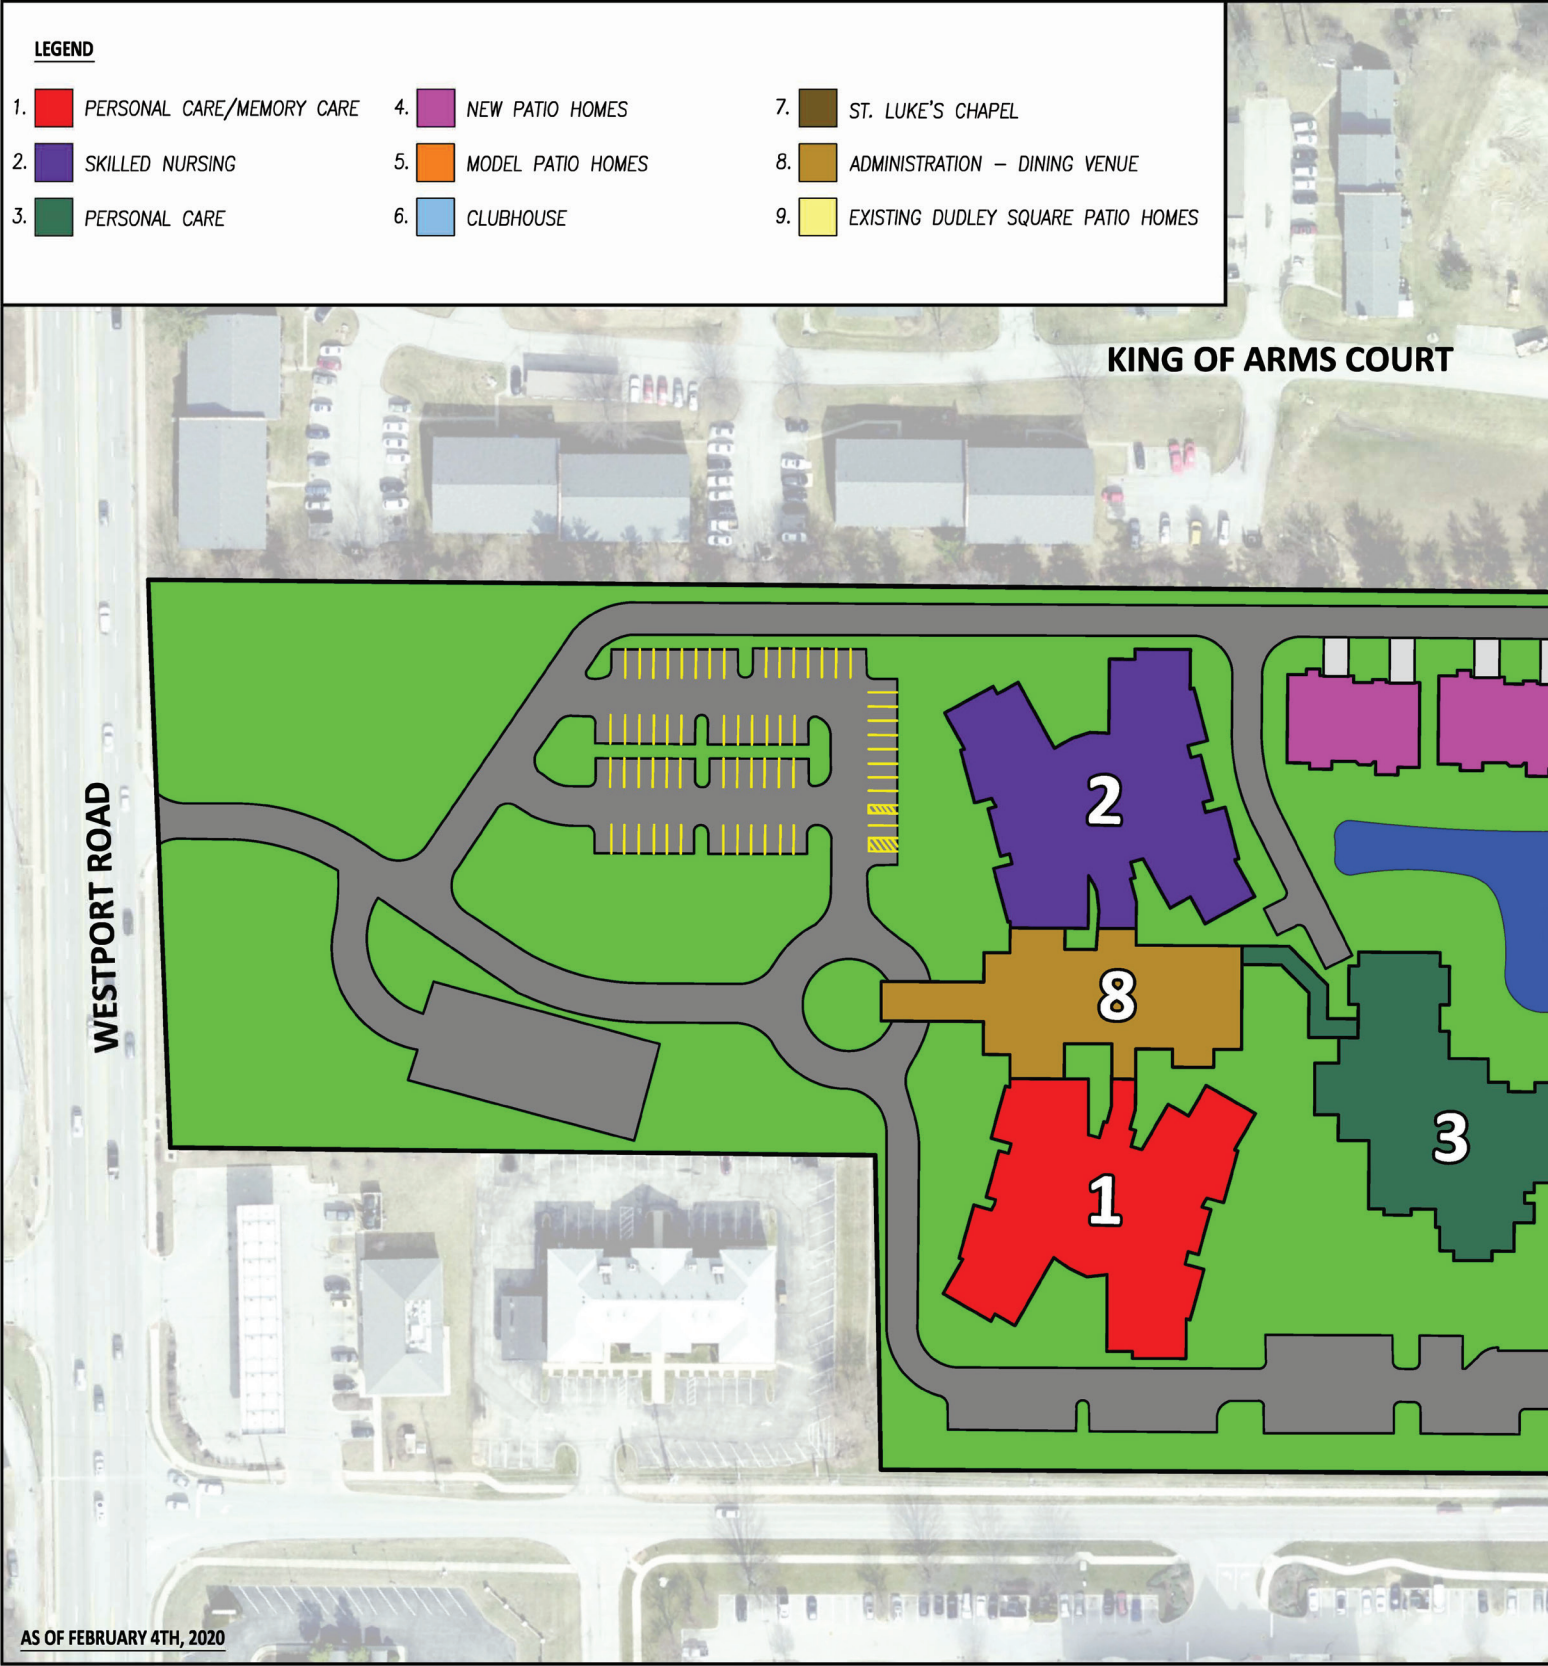 LEGEND
1. PERSONAL CARE/MEMORY CARE
2. SKILLED NURSING
3. PERSONAL CARE
4. NEW PATIO HOMES
5. MODEL PATIO HOMES
6. CLUBHOUSE
7. ST. LUKE'S CHAPEL
8. ADMINISTRATION – DINING VENUE
9. EXISTING DUDLEY SQUARE PATIO HOMES
KING OF ARMS COURT
WESTPORT ROAD
2
8
3
1
AS OF FEBRUARY 4TH, 2020